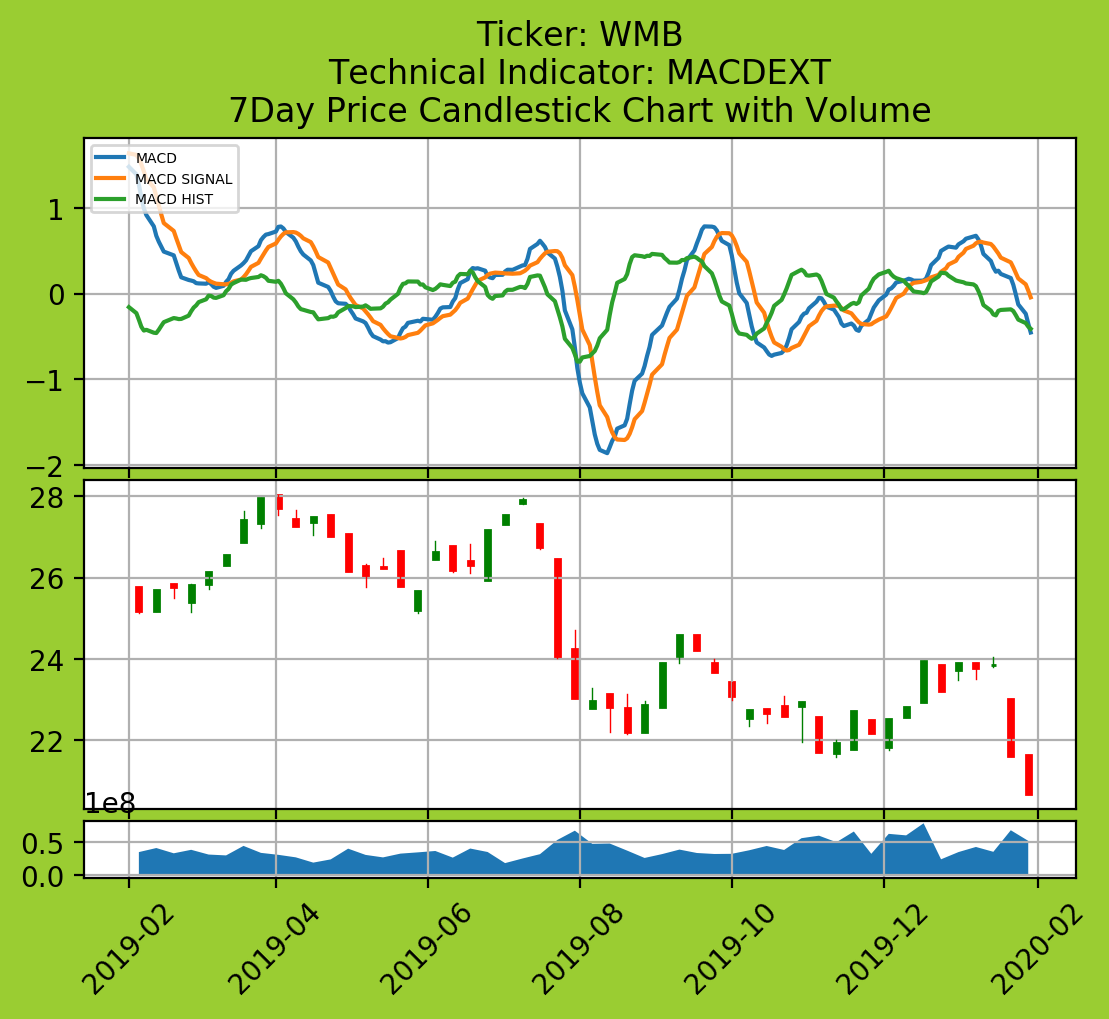 Ticker: WMB
Technical Indicator: MACDEXT
7Day Price Candlestick Chart with Volume
MACD
MACD SIGNAL
MACD HIST
1
0
−1
−2
28
26
24
22
1e8
0.5
0.0
2019-02
2019-04
2019-06
2019-08
2019-10
2019-12
2020-02